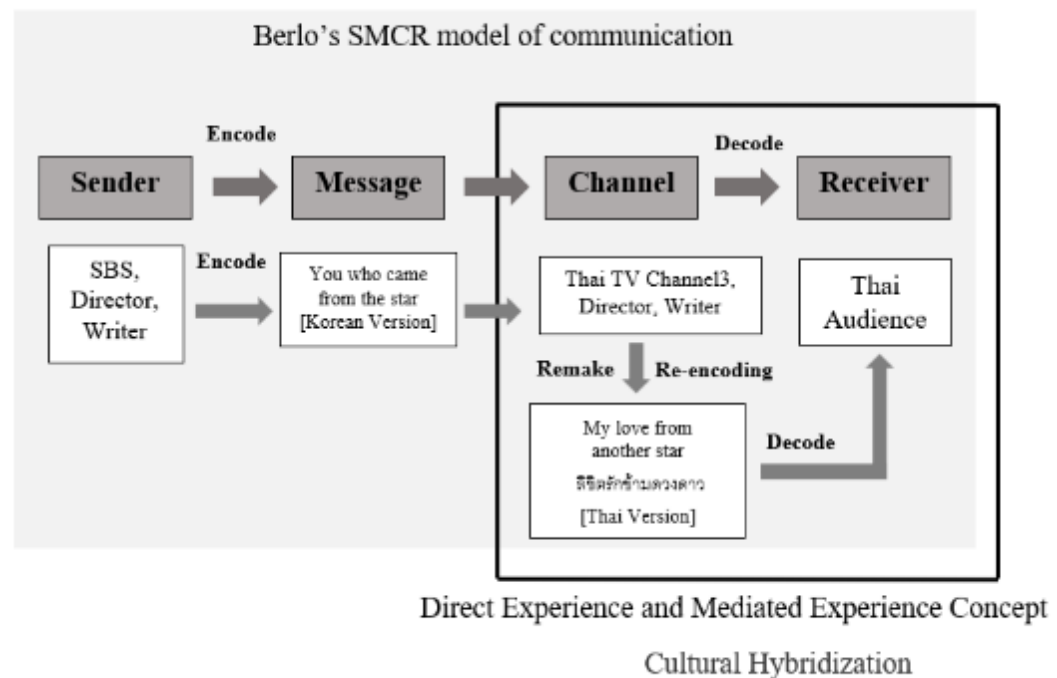 Berlo's SMCR model of communication
Encode
Decode
Sender
Message
Channel
Receiver
SBS,
Director,
Writer
Encode
You who came
from the star
[Korean Version]
Thai TV Channel3,
Director, Writer
Thai
Audience
Remake
Re-encoding
My love from
another star
ลิขิตรักข้ามดวงดาว
[Thai Version]
Decode
Direct Experience and Mediated Experience Concept
Cultural Hybridization